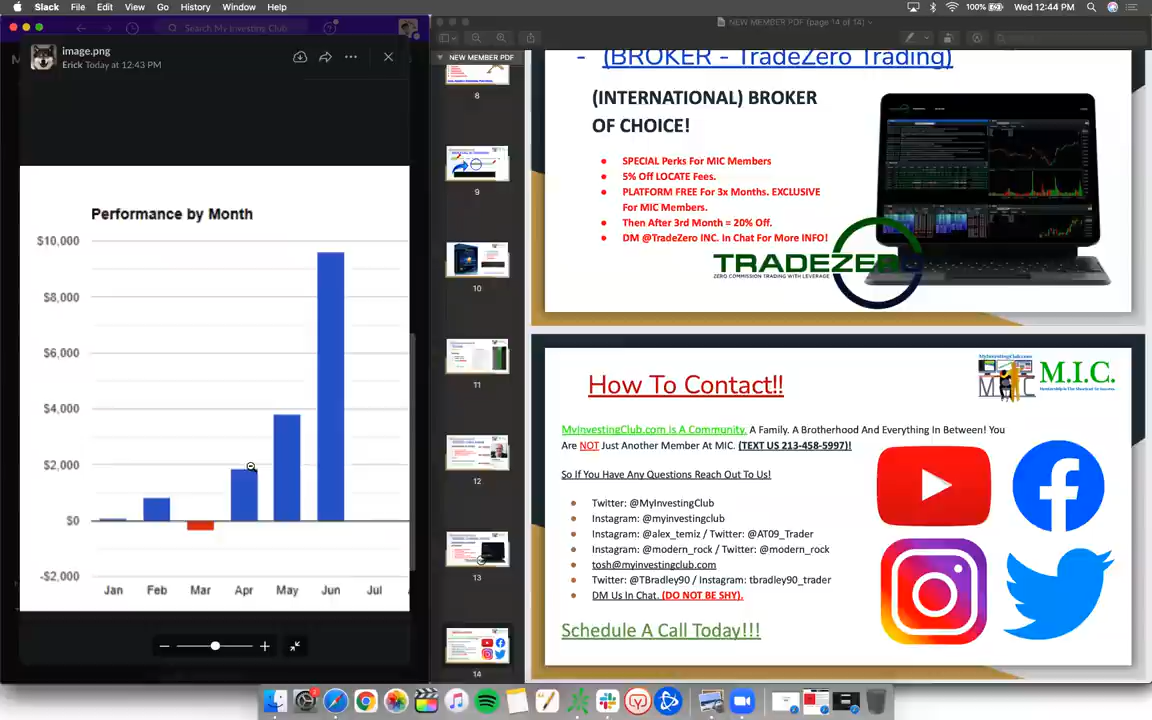 Slack File Edit View Go History Window Help
100% Wed 12:44 PM
Search My Investing Club
image.png
Erick Today at 12:43 PM
Performance by Month
$10,000
$8,000
$6,000
$4,000
$2,000
$0
-$2,000
Jan Feb Mar Apr May Jun Jul
NEW MEMBER PDF (page 14 of 14)
NEW MEMBER PDF
8
9
10
11
12
13
14
- (BROKER - TradeZero Trading)
(INTERNATIONAL) BROKER
OF CHOICE!
SPECIAL Perks For MIC Members
5% Off LOCATE Fees.
PLATFORM FREE For 3x Months. EXCLUSIVE
For MIC Members.
Then After 3rd Month = 20% Off.
DM @TradeZero INC. In Chat For More INFO!
TRADEZERO
ZERO COMMISSION TRADING WITH LEVERAGE
How To Contact!!
MyInvestingClub.com
MIC
M.I.C.
MyInvestingClub.com Is A Community. A Family. A Brotherhood And Everything In Between! You
Are NOT Just Another Member At MIC. (TEXT US 213-458-5997)!
So If You Have Any Questions Reach Out To Us!
Twitter: @MyInvestingClub
Instagram: @myinvestingclub
Instagram: @alex_temiz / Twitter: @AT09_Trader
Instagram: @modern_rock / Twitter: @modern_rock
tosh@myinvestingclub.com
Twitter: @TBradley90 / Instagram: tbradley90_trader
DM Us In Chat. (DO NOT BE SHY).
Schedule A Call Today!!!